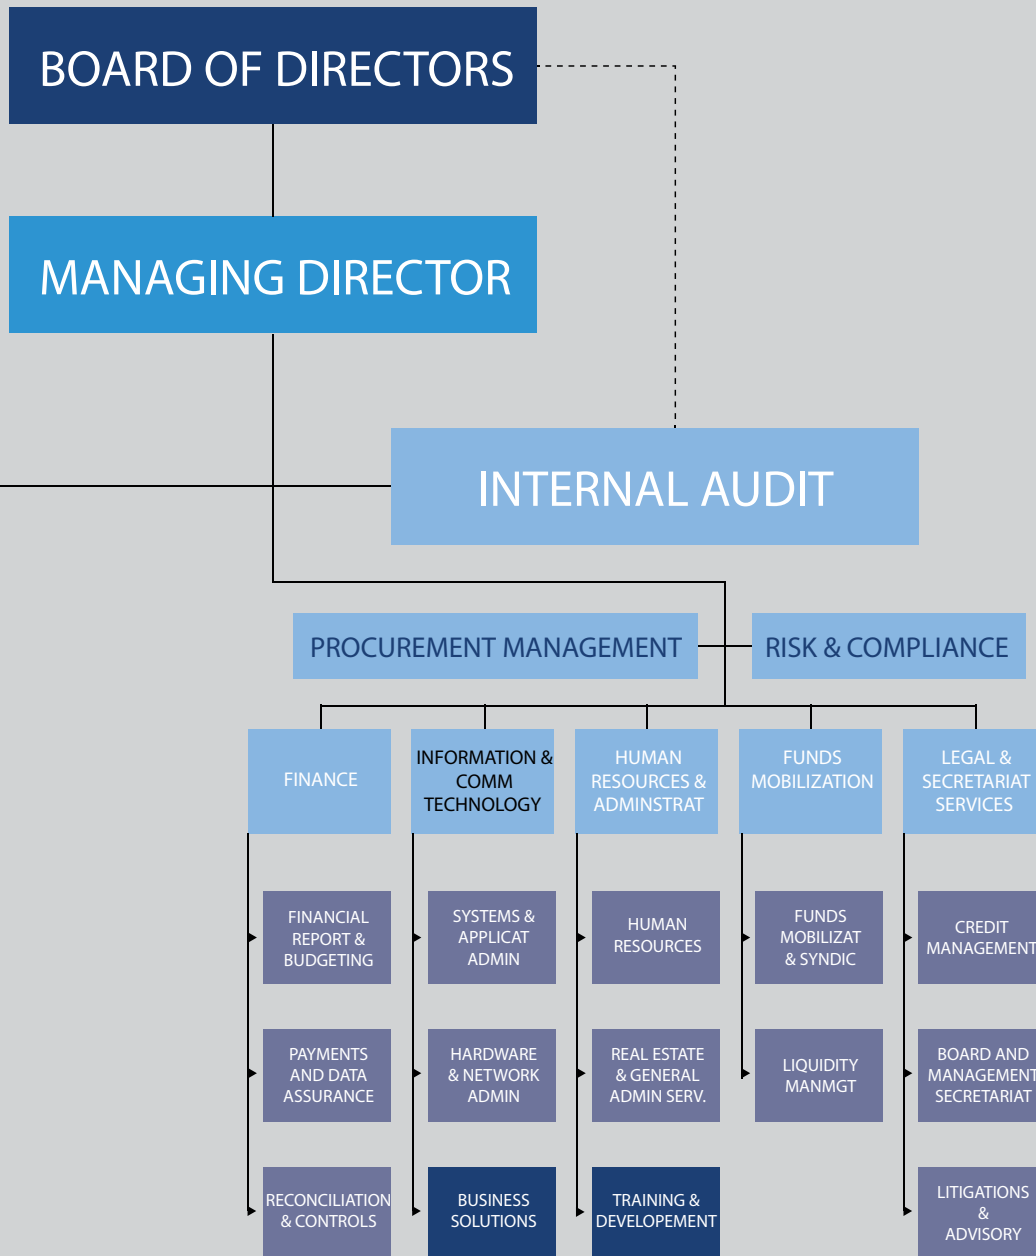 BOARD OF DIRECTORS
MANAGING DIRECTOR
INTERNAL AUDIT
PROCUREMENT MANAGEMENT
RISK & COMPLIANCE
FINANCE
INFORMATION &
COMM
TECHNOLOGY
HUMAN
RESOURCES &
ADMINSTRAT
FUNDS
MOBILIZATION
LEGAL &
SECRETARIAT
SERVICES
FINANCIAL
REPORT &
BUDGETING
SYSTEMS &
APPLICAT
ADMIN
HUMAN
RESOURCES
FUNDS
MOBILIZAT
& SYNDIC
CREDIT
MANAGEMENT
PAYMENTS
AND DATA
ASSURANCE
HARDWARE
& NETWORK
ADMIN
REAL ESTATE
& GENERAL
ADMIN SERV.
LIQUIDITY
MANMGT
BOARD AND
MANAGEMENT
SECRETARIAT
RECONCILIATION
& CONTROLS
BUSINESS
SOLUTIONS
TRAINING &
DEVELOPEMENT
LITIGATIONS
&
ADVISORY